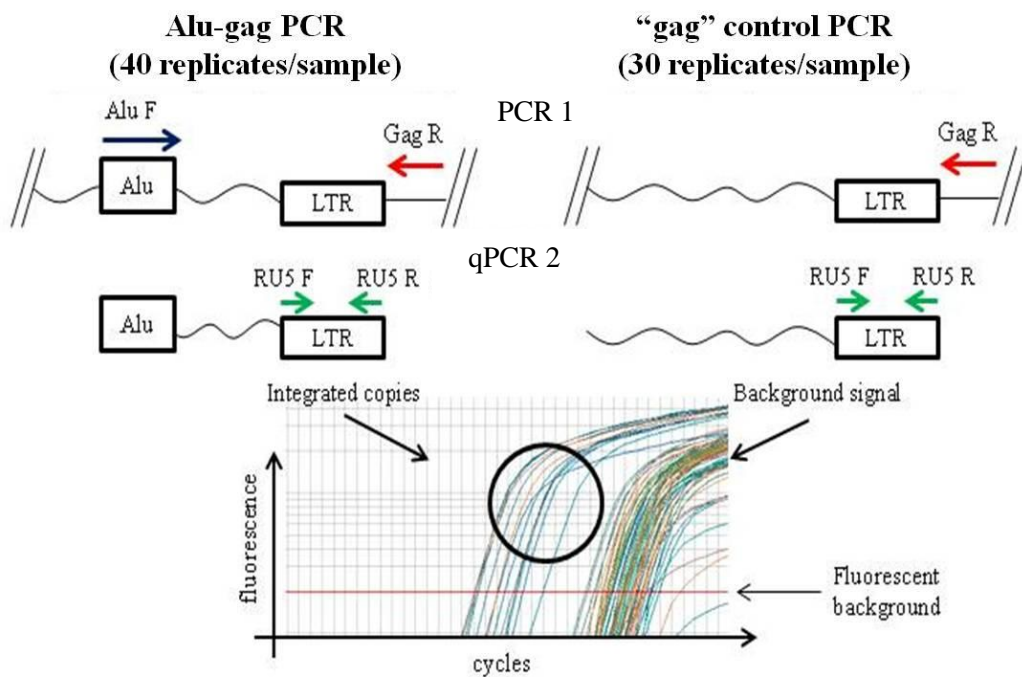 Alu-gag PCR
(40 replicates/sample)
“gag” control PCR
(30 replicates/sample)
PCR 1
Alu F
Gag R
Alu
LTR
Gag R
LTR
qPCR 2
RU5 F
RU5 R
Alu
LTR
RU5 F
RU5 R
LTR
Integrated copies
Background signal
fluorescence
Fluorescent
background
cycles